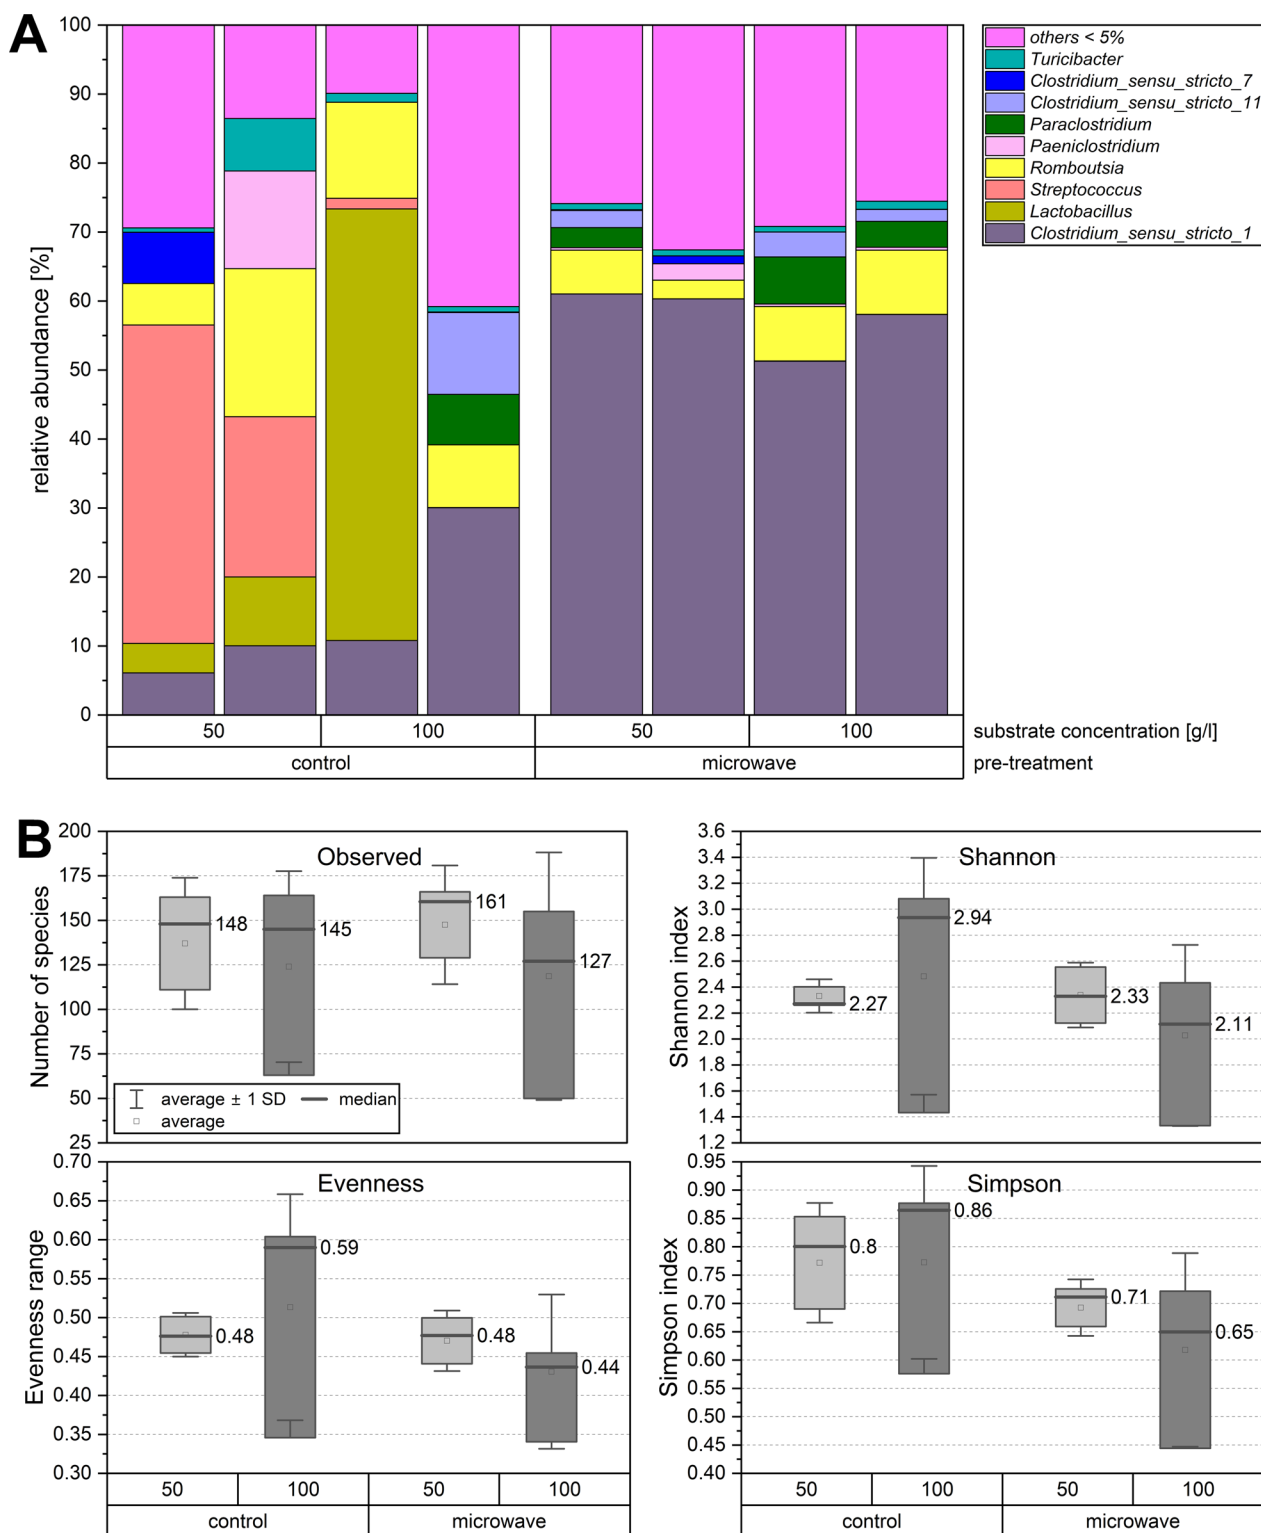 A
100
90
80
70
60
50
40
30
20
10
0
relative abundance [%]
others < 5%
Turicibacter
Clostridium_sensu_stricto_7
Clostridium_sensu_stricto_11
Paraclostridium
Paeniclostridium
Romboutsia
Streptococcus
Lactobacillus
Clostridium_sensu_stricto_1
50 100 50 100 substrate concentration [g/l]
control microwave pre-treatment
B
Observed
200
175
150
125
100
75
50
25
Number of species
148
145
161
127
average ± 1 SD median
average
Shannon
3.6
3.4
3.2
3.0
2.8
2.6
2.4
2.2
2.0
1.8
1.6
1.4
1.2
Shannon index
2.27
2.94
2.33
2.11
Evenness
0.70
0.65
0.60
0.55
0.50
0.45
0.40
0.35
0.30
Evenness range
0.48
0.59
0.48
0.44
50 100 50 100
control microwave
Simpson
0.95
0.90
0.85
0.80
0.75
0.70
0.65
0.60
0.55
0.50
0.45
0.40
Simpson index
0.8
0.86
0.71
0.65
50 100 50 100
control microwave